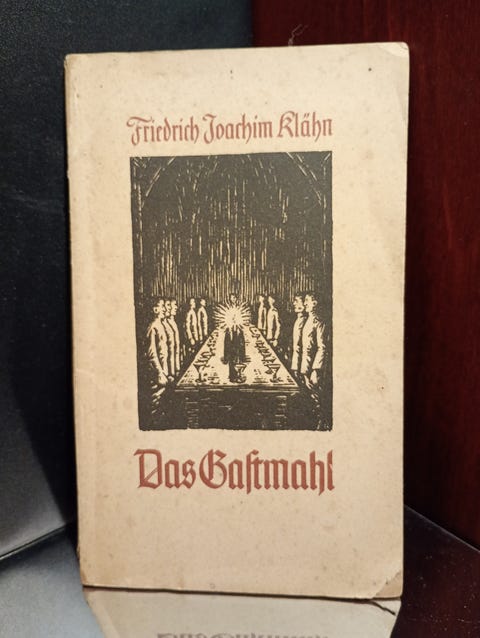 Friedrich Joachim Klähn
Das Gaſtmahl